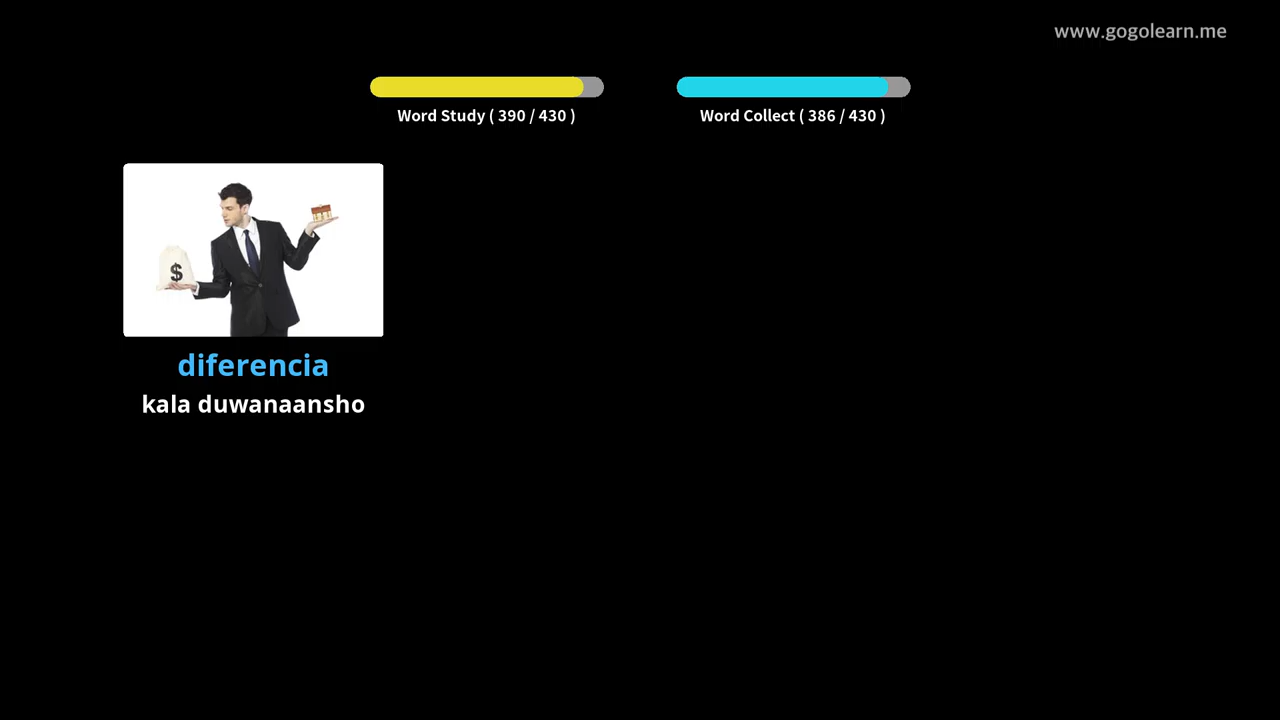 www.gogolearn.me
Word Study ( 390 / 430 )
Word Collect ( 386 / 430 )
$
diferencia
kala duwanaansho